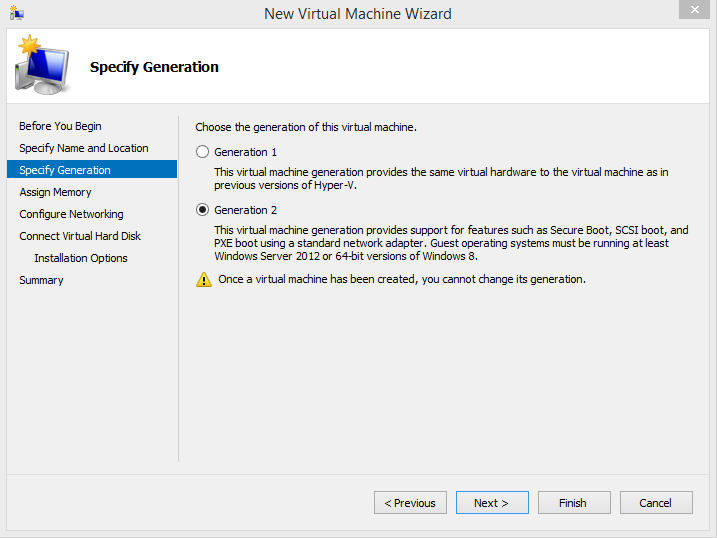 New Virtual Machine Wizard
Specify Generation
Before You Begin
Specify Name and Location
Specify Generation
Assign Memory
Configure Networking
Connect Virtual Hard Disk
Installation Options
Summary
Choose the generation of this virtual machine.
Generation 1
This virtual machine generation provides the same virtual hardware to the virtual machine as in
previous versions of Hyper-V.
Generation 2
This virtual machine generation provides support for features such as Secure Boot, SCSI boot, and
PXE boot using a standard network adapter. Guest operating systems must be running at least
Windows Server 2012 or 64-bit versions of Windows 8.
Once a virtual machine has been created, you cannot change its generation.
< Previous
Next >
Finish
Cancel